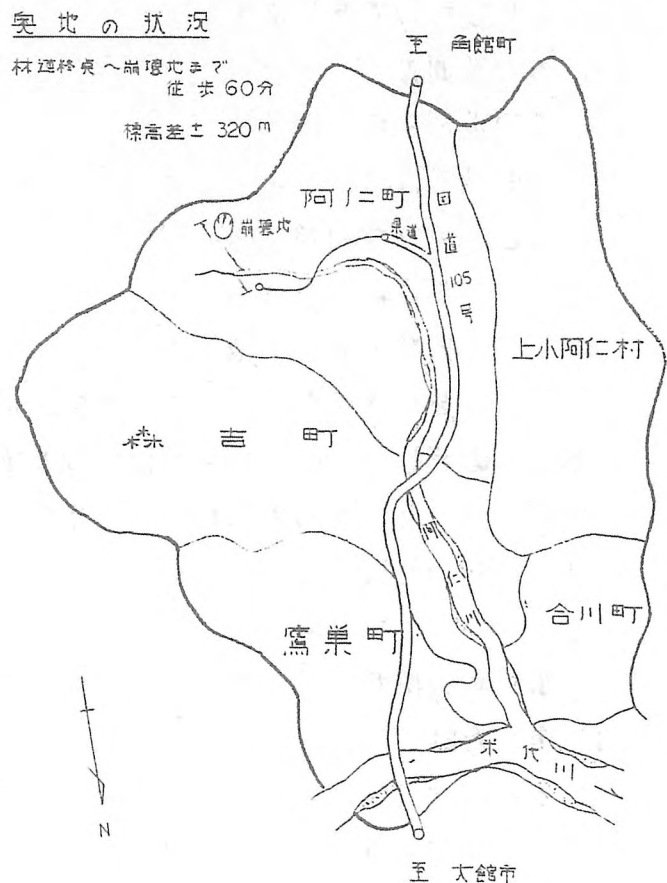 奥地の状況
林道終点～崩壊地まで
徒歩60分
標高差±320m
至 角館町
阿仁町
県道
国道105号
崩壊地
上小阿仁村
森吉町
阿仁川
合川町
鷹巣町
米代川
N
至 大館市